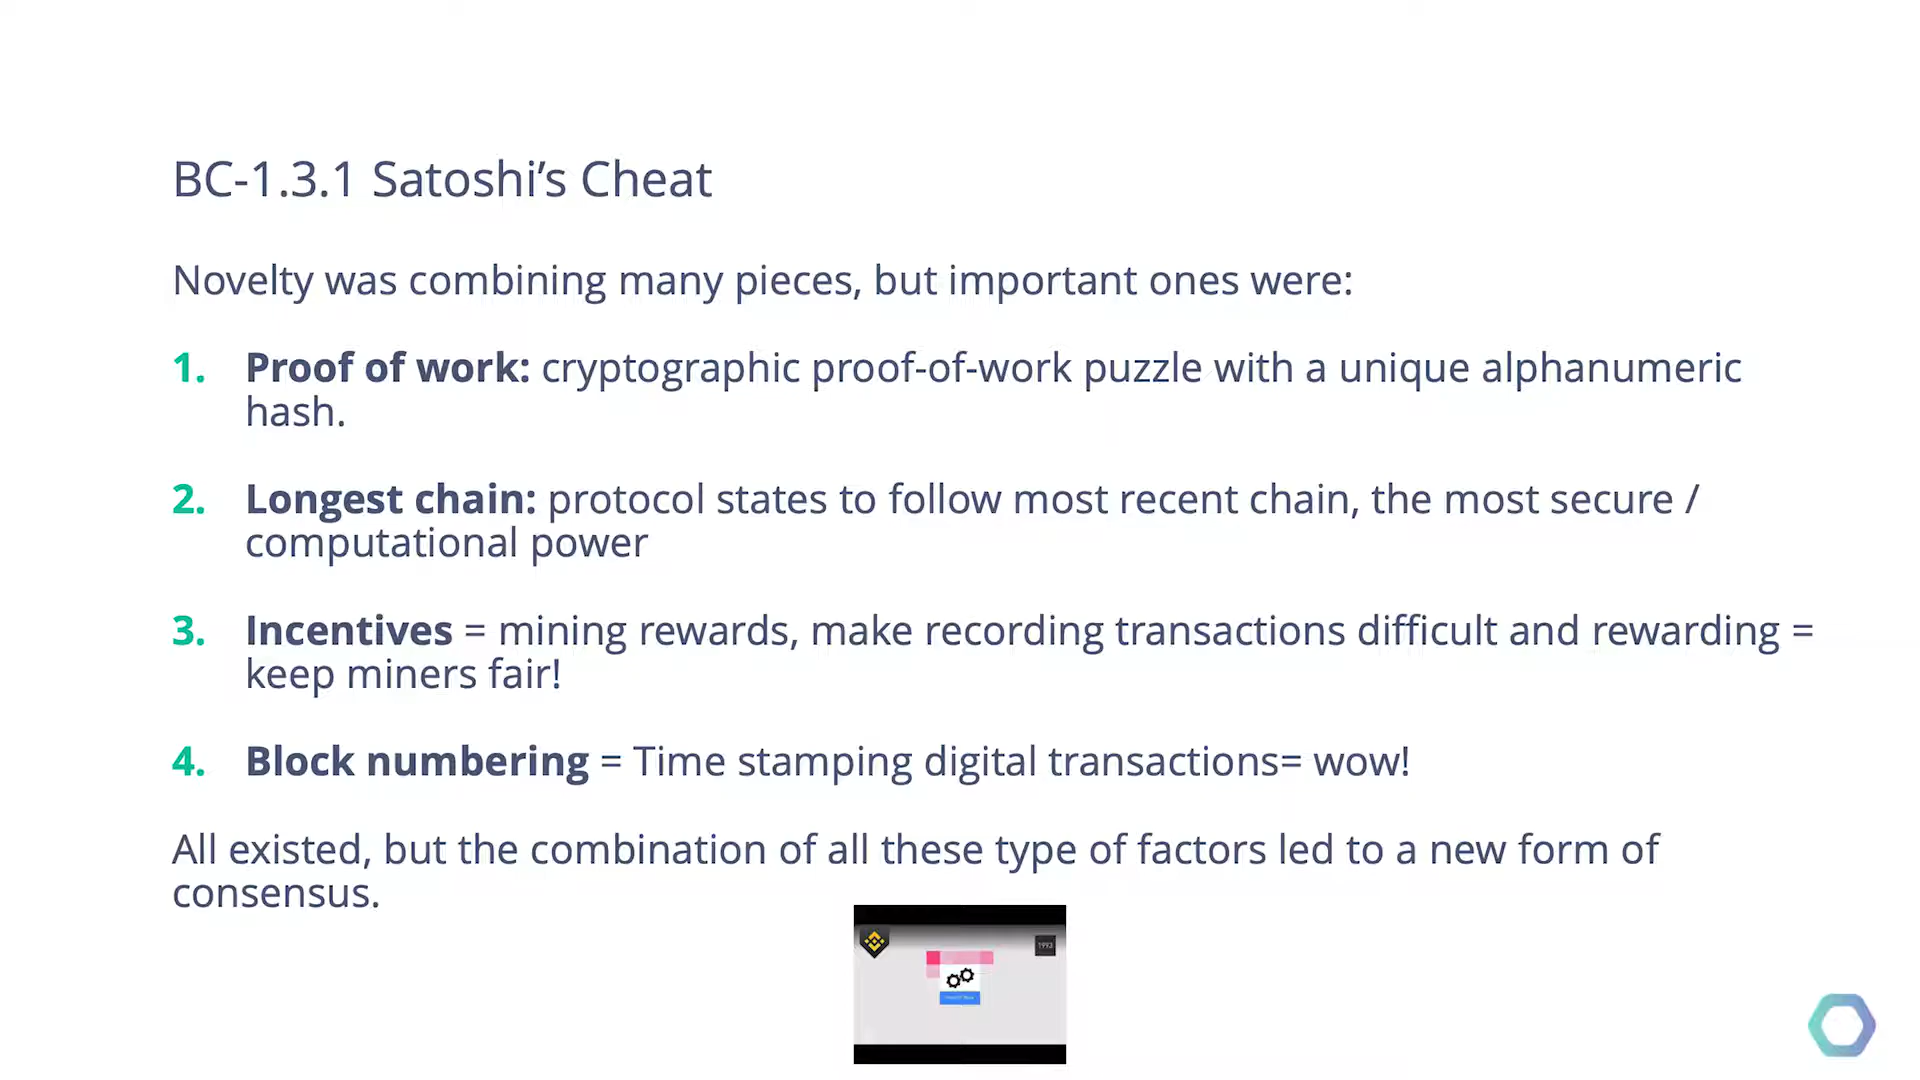 BC-1.3.1 Satoshi’s Cheat
Novelty was combining many pieces, but important ones were:
1. Proof of work: cryptographic proof-of-work puzzle with a unique alphanumeric
hash.
2. Longest chain: protocol states to follow most recent chain, the most secure /
computational power
3. Incentives = mining rewards, make recording transactions difficult and rewarding =
keep miners fair!
4. Block numbering = Time stamping digital transactions= wow!
All existed, but the combination of all these type of factors led to a new form of
consensus.
1993